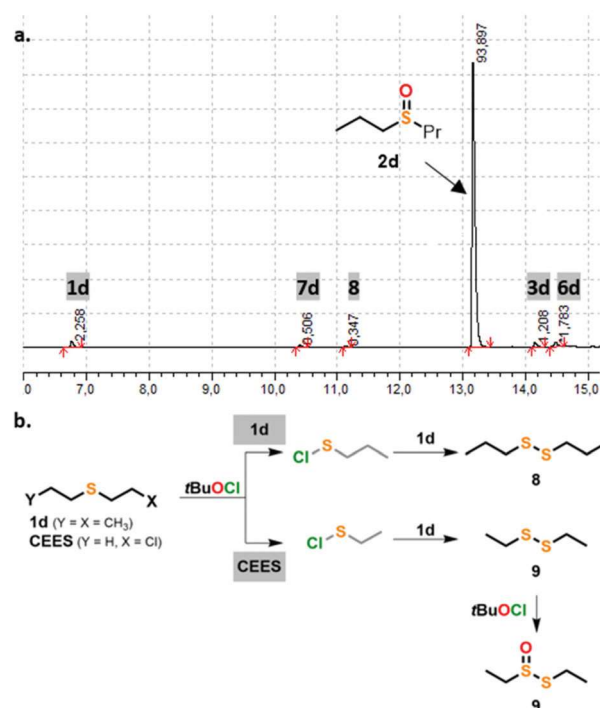 a.
93,897
O
S
Pr
2d
1d
7d
8
3d
6d
2,258
0,506
0,347
1,208
1,783
0 7,0 8,0 9,0 10,0 11,0 12,0 13,0 14,0 15,
b.
1d
Cl S
1d
S S
8
Y S X
tBuOCl
1d (Y = X = CH₃)
CEES (Y = H, X = Cl)
CEES
Cl S
1d
S S
9
tBuOCl
O
S S
9